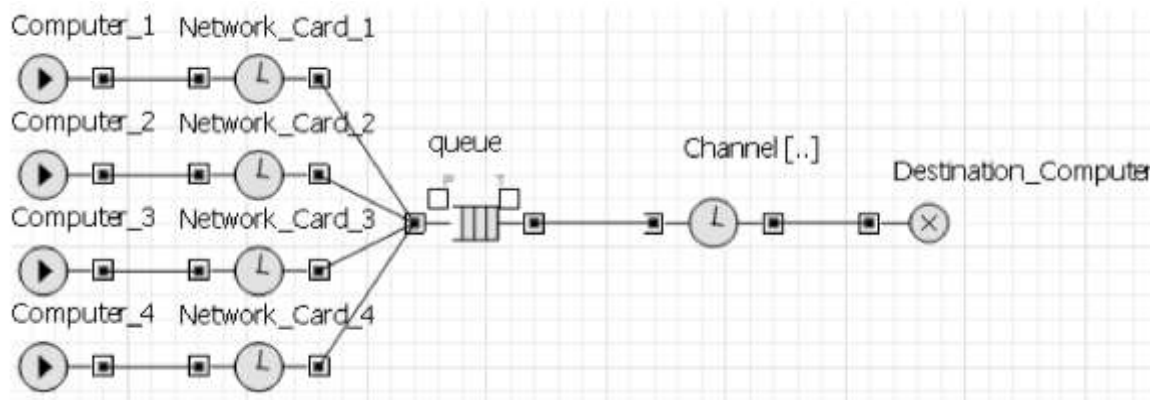 Computer_1 Network_Card_1
Computer_2 Network_Card_2
queue
Channel [..]
Destination_Computer
Computer_3 Network_Card_3
Computer_4 Network_Card_4